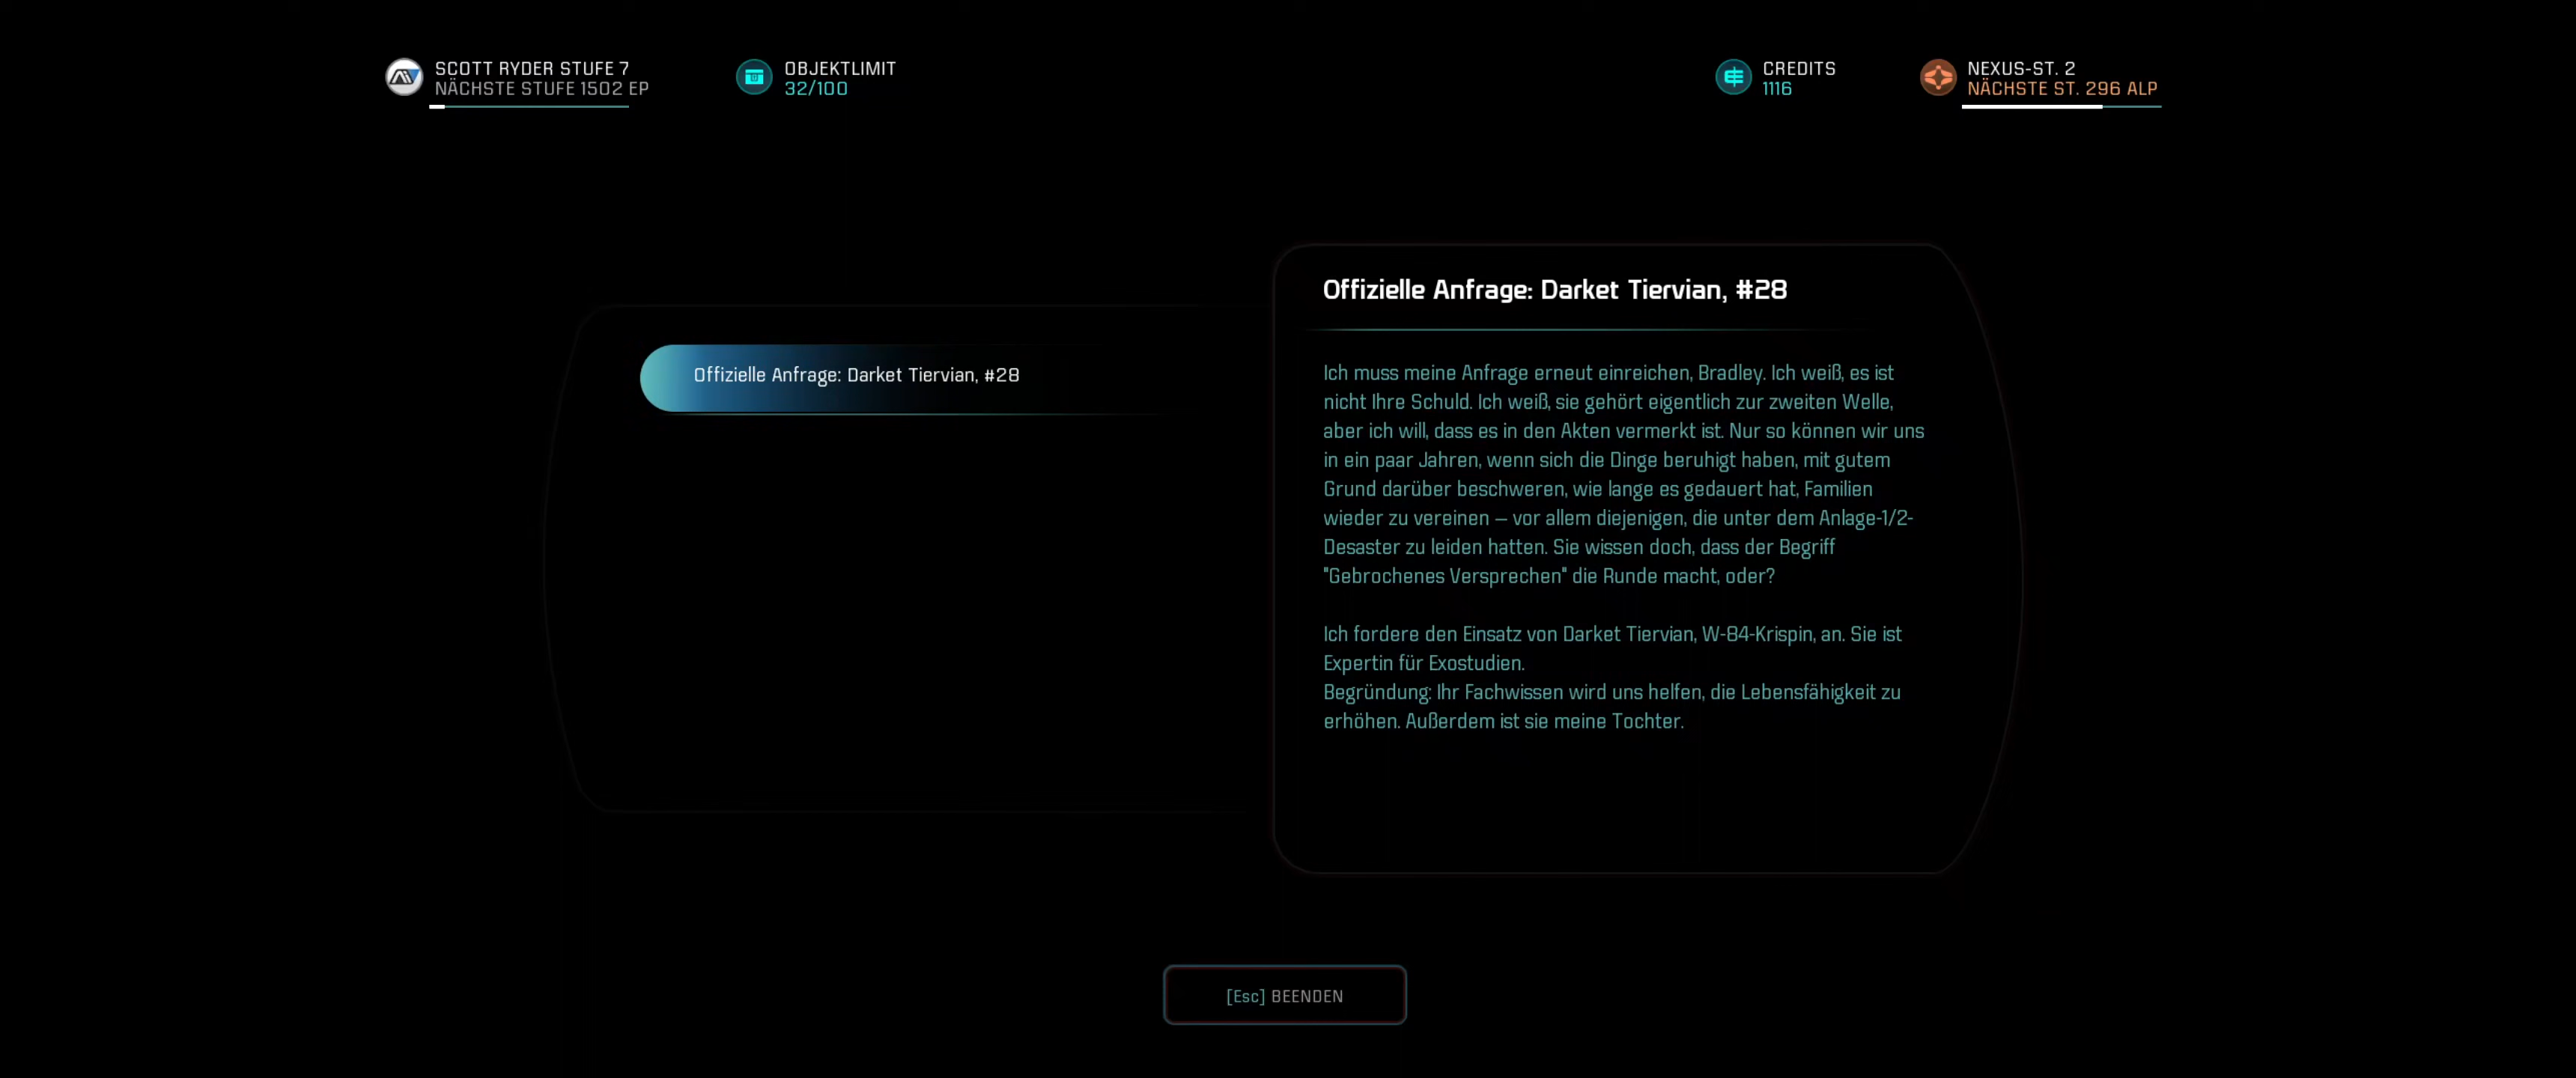 SCOTT RYDER STUFE 7
NÄCHSTE STUFE 1502 EP
OBJEKTLIMIT
32/100
CREDITS
1116
NEXUS-ST. 2
NÄCHSTE ST. 296 ALP
Offizielle Anfrage: Darket Tiervian, #28
Offizielle Anfrage: Darket Tiervian, #28
Ich muss meine Anfrage erneut einreichen, Bradley. Ich weiß, es ist
nicht Ihre Schuld. Ich weiß, sie gehört eigentlich zur zweiten Welle,
aber ich will, dass es in den Akten vermerkt ist. Nur so können wir uns
in ein paar Jahren, wenn sich die Dinge beruhigt haben, mit gutem
Grund darüber beschweren, wie lange es gedauert hat, Familien
wieder zu vereinen – vor allem diejenigen, die unter dem Anlage-1/2-
Desaster zu leiden hatten. Sie wissen doch, dass der Begriff
"Gebrochenes Versprechen" die Runde macht, oder?
Ich fordere den Einsatz von Darket Tiervian, W-84-Krispin, an. Sie ist
Expertin für Exostudien.
Begründung: Ihr Fachwissen wird uns helfen, die Lebensfähigkeit zu
erhöhen. Außerdem ist sie meine Tochter.
[Esc] BEENDEN